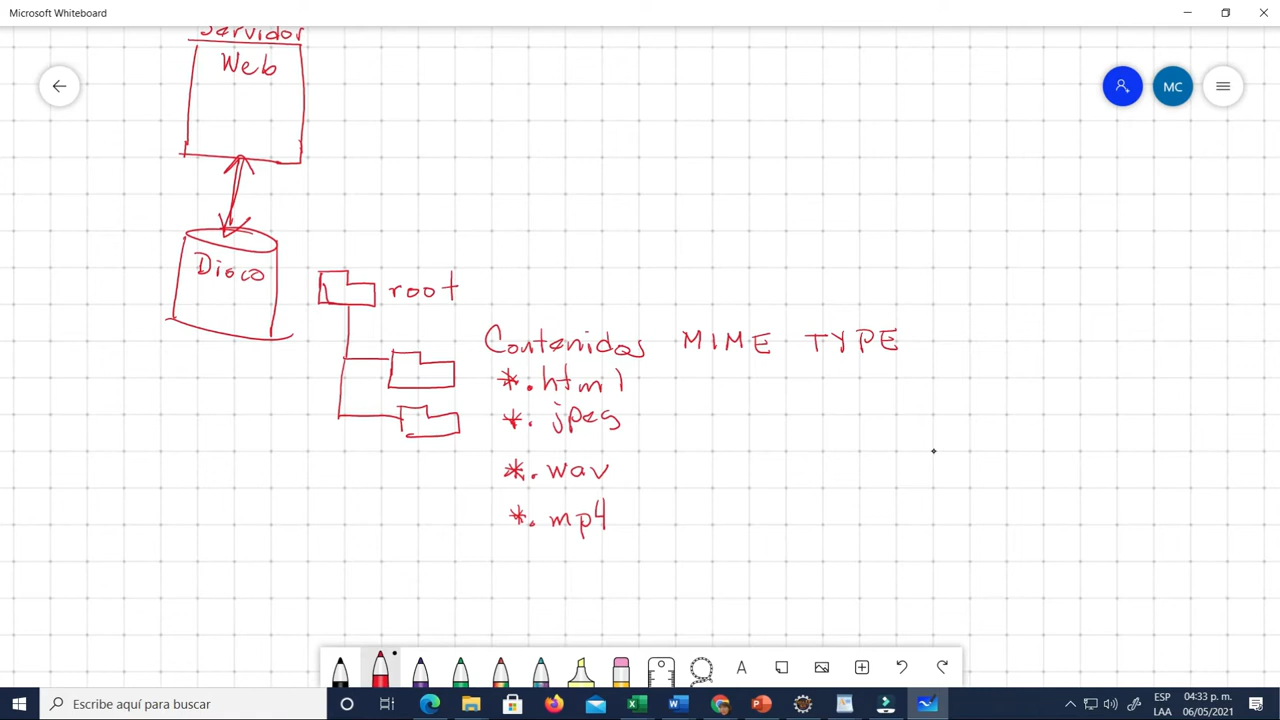 Microsoft Whiteboard
Servidor
Web
MC
Disco
root
Contenidos MIME TYPE
*.html
*.jpeg
*.wav
*.mp4
A
Escribe aquí para buscar
ESP
LAA
04:33 p. m.
06/05/2021